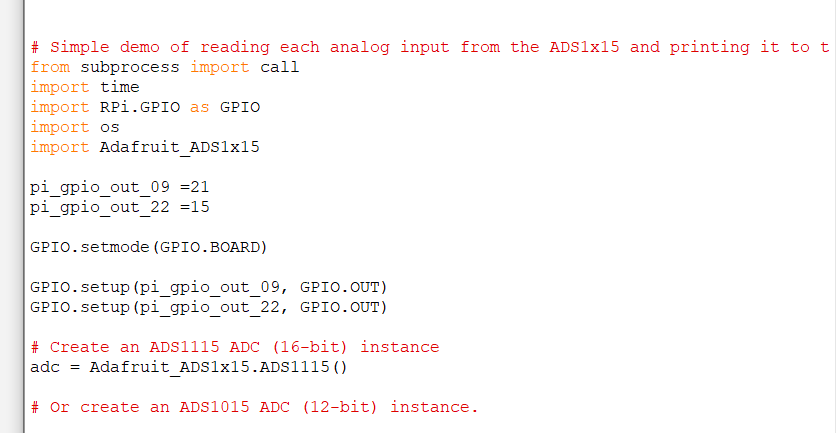 # Simple demo of reading each analog input from the ADS1x15 and printing it to t
from subprocess import call
import time
import RPi.GPIO as GPIO
import os
import Adafruit_ADS1x15
pi_gpio_out_09 =21
pi_gpio_out_22 =15
GPIO.setmode(GPIO.BOARD)
GPIO.setup(pi_gpio_out_09, GPIO.OUT)
GPIO.setup(pi_gpio_out_22, GPIO.OUT)
# Create an ADS1115 ADC (16-bit) instance
adc = Adafruit_ADS1x15.ADS1115()
# Or create an ADS1015 ADC (12-bit) instance.